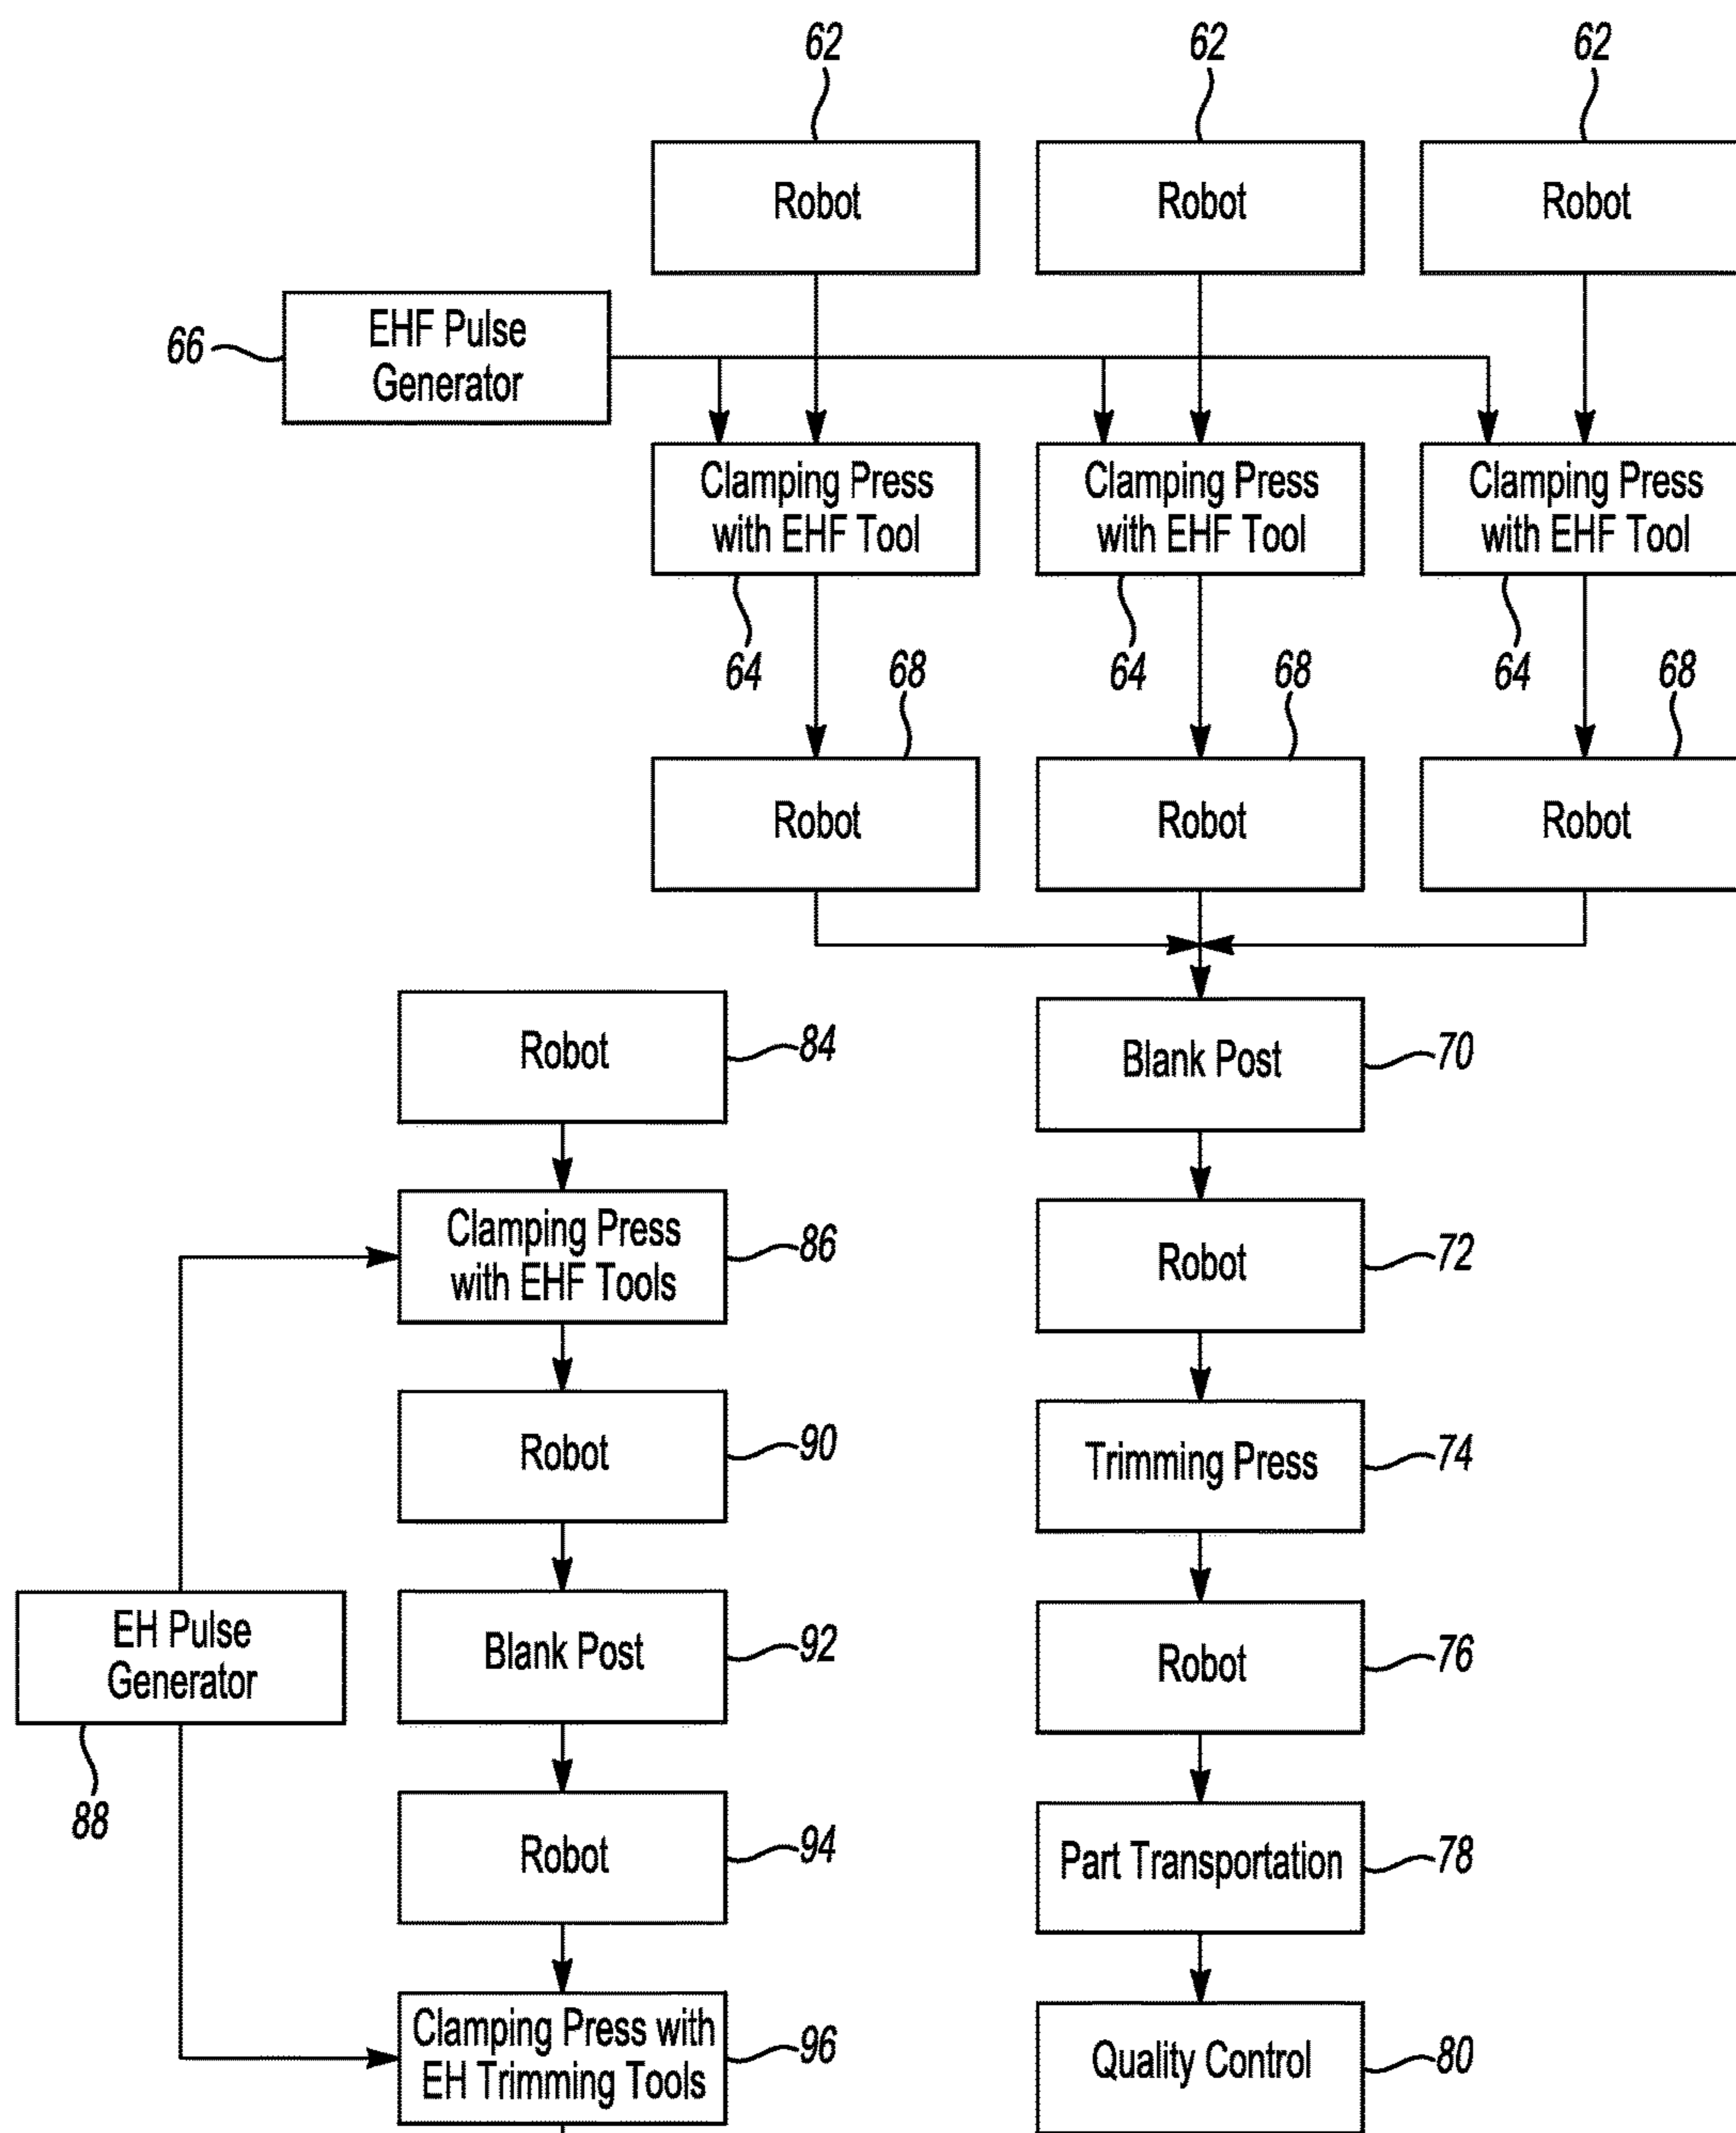 62
62
62
Robot
Robot
Robot
66
EHF Pulse
Generator
Clamping Press
with EHF Tool
Clamping Press
with EHF Tool
Clamping Press
with EHF Tool
64
68
64
68
64
68
Robot
Robot
Robot
Blank Post
70
Robot
72
Trimming Press
74
Robot
76
Part Transportation
78
Quality Control
80
Robot
84
Clamping Press
with EHF Tools
86
Robot
90
EH Pulse
Generator
88
Blank Post
92
Robot
94
Clamping Press with
EH Trimming Tools
96